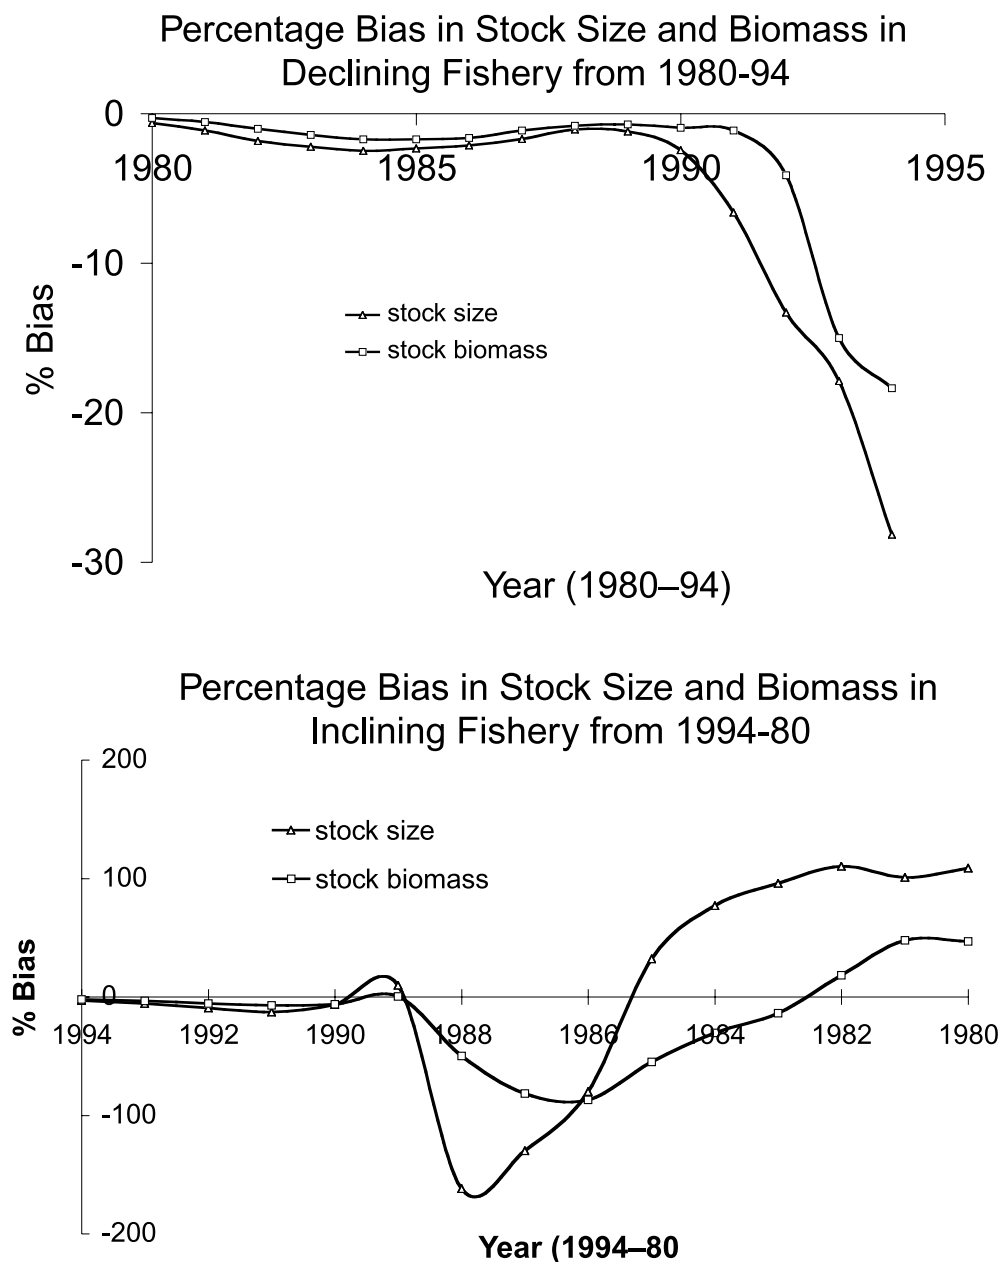 Percentage Bias in Stock Size and Biomass in
Declining Fishery from 1980-94
0
1980 1985 1990 1995
-10
% Bias
stock size
stock biomass
-20
-30
Year (1980–94)
Percentage Bias in Stock Size and Biomass in
Inclining Fishery from 1994-80
200
stock size
100
stock biomass
% Bias
0
1994 1992 1990 1988 1986 1984 1982 1980
-100
-200
Year (1994–80